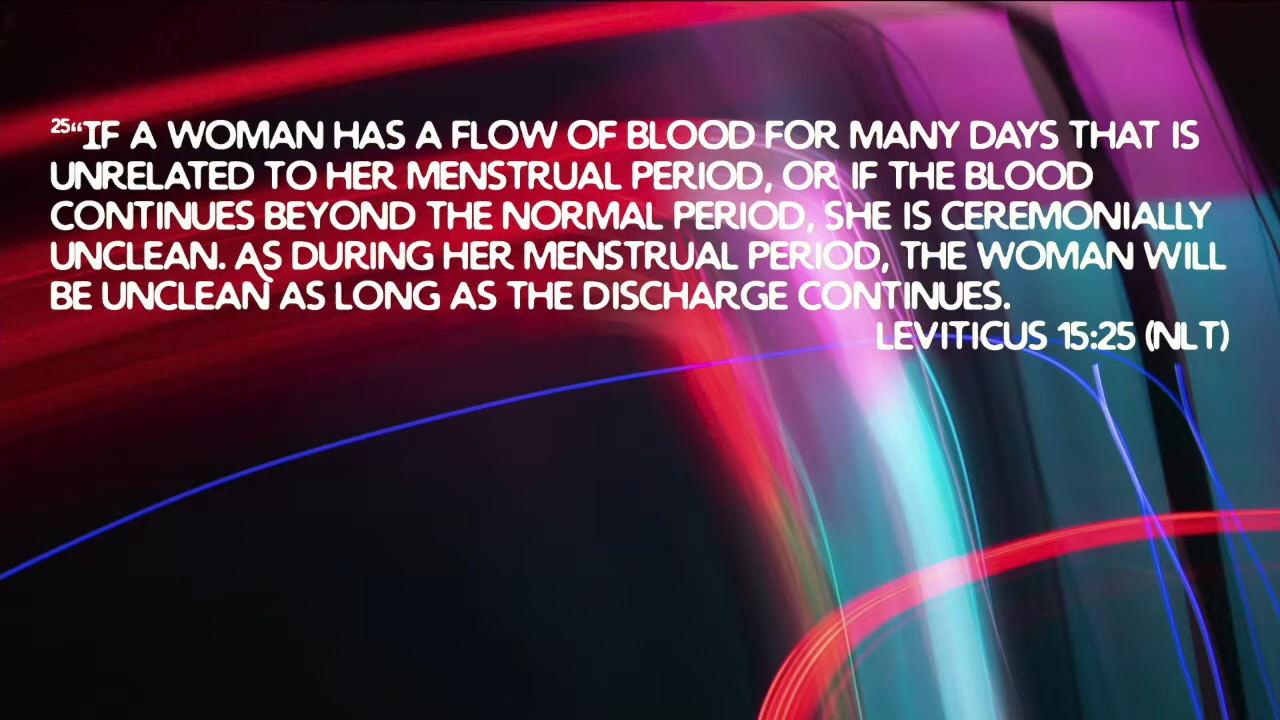 25“IF A WOMAN HAS A FLOW OF BLOOD FOR MANY DAYS THAT IS
UNRELATED TO HER MENSTRUAL PERIOD, OR IF THE BLOOD
CONTINUES BEYOND THE NORMAL PERIOD, SHE IS CEREMONIALLY
UNCLEAN. AS DURING HER MENSTRUAL PERIOD, THE WOMAN WILL
BE UNCLEAN AS LONG AS THE DISCHARGE CONTINUES.
LEVITICUS 15:25 (NLT)